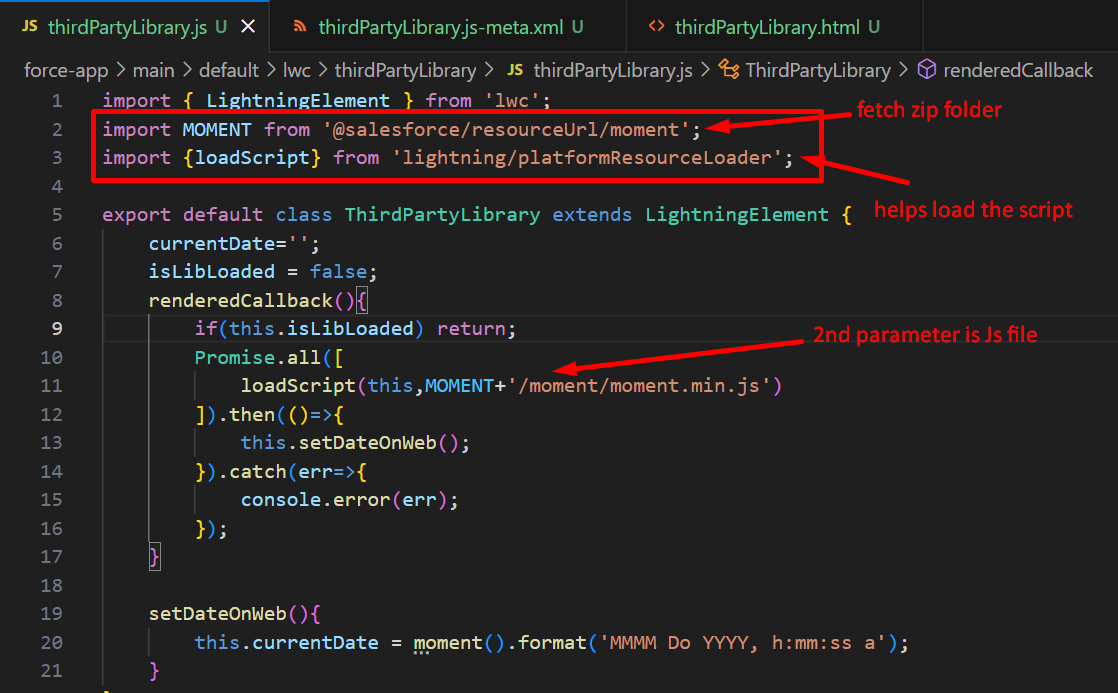 JS thirdPartyLibrary.js U × thirdPartyLibrary.js-meta.xml U <> thirdPartyLibrary.html U
force-app > main > default > lwc > thirdPartyLibrary > JS thirdPartyLibrary.js > ThirdPartyLibrary > renderedCallback
1 import { LightningElement } from 'lwc';
2 import MOMENT from '@salesforce/resourceUrl/moment'; fetch zip folder
3 import {loadScript} from 'lightning/platformResourceLoader';
4
helps load the script
5 export default class ThirdPartyLibrary extends LightningElement {
6 currentDate='';
7 isLibLoaded = false;
8 renderedCallback(){
9 if(this.isLibLoaded) return;
2nd parameter is Js file
10 Promise.all([
11 loadScript(this,MOMENT+'/moment/moment.min.js')
12 ]).then(()=>{
13 this.setDateOnWeb();
14 }).catch(err=>{
15 console.error(err);
16 });
17 }
18
19 setDateOnWeb(){
20 this.currentDate = moment().format('MMMM Do YYYY, h:mm:ss a');
21 }